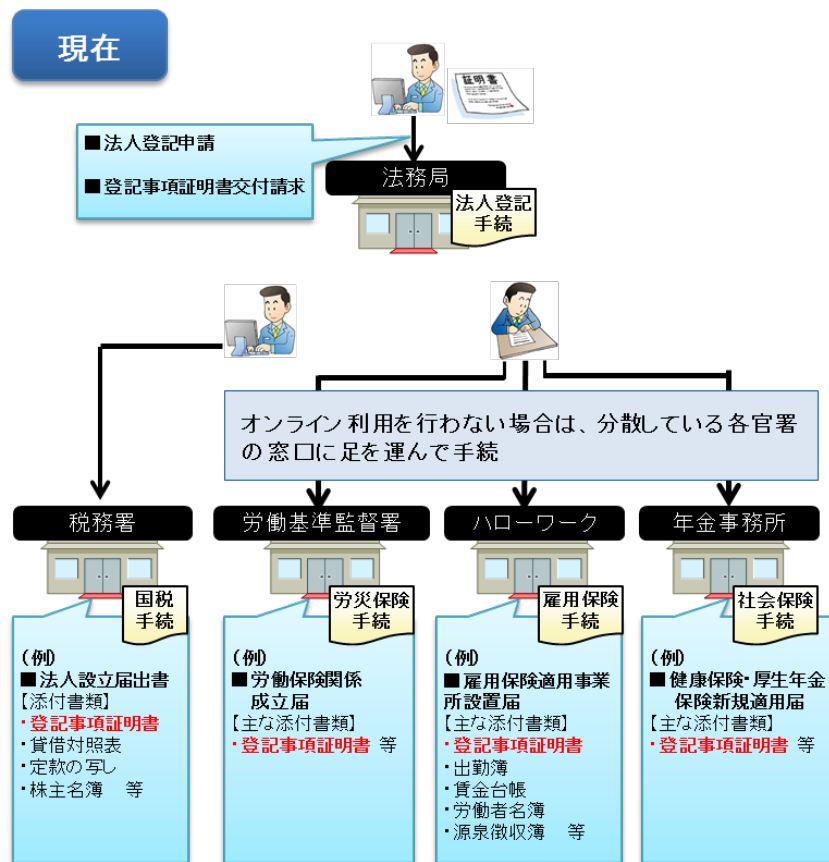 現在
証明書
■法人登記申請
■登記事項証明書交付請求
法務局
法人登記
手続
オンライン利用を行わない場合は、分散している各官署
の窓口に足を運んで手続
税務署
国税
手続
(例)
■法人設立届出書
【添付書類】
・登記事項証明書
・貸借対照表
・定款の写し
・株主名簿 等
労働基準監督署
労災保険
手続
(例)
■労働保険関係
成立届
【主な添付書類】
・登記事項証明書 等
ハローワーク
雇用保険
手続
(例)
■雇用保険適用事業
所設置届
【主な添付書類】
・登記事項証明書
・出勤簿
・賃金台帳
・労働者名簿
・源泉徴収簿 等
年金事務所
社会保険
手続
(例)
■健康保険・厚生年金
保険新規適用届
【主な添付書類】
・登記事項証明書 等